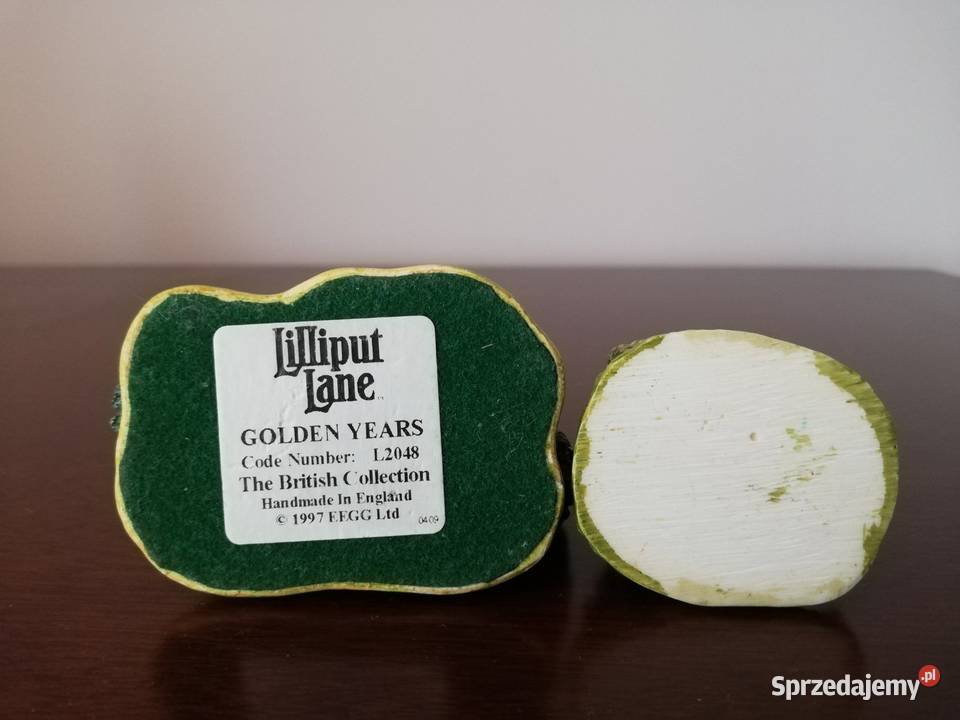 Lilliput
Lane
GOLDEN YEARS
Code Number: L2048
The British Collection
Handmade In England
© 1997 EEGG Ltd
0409
Sprzedajemy.pl